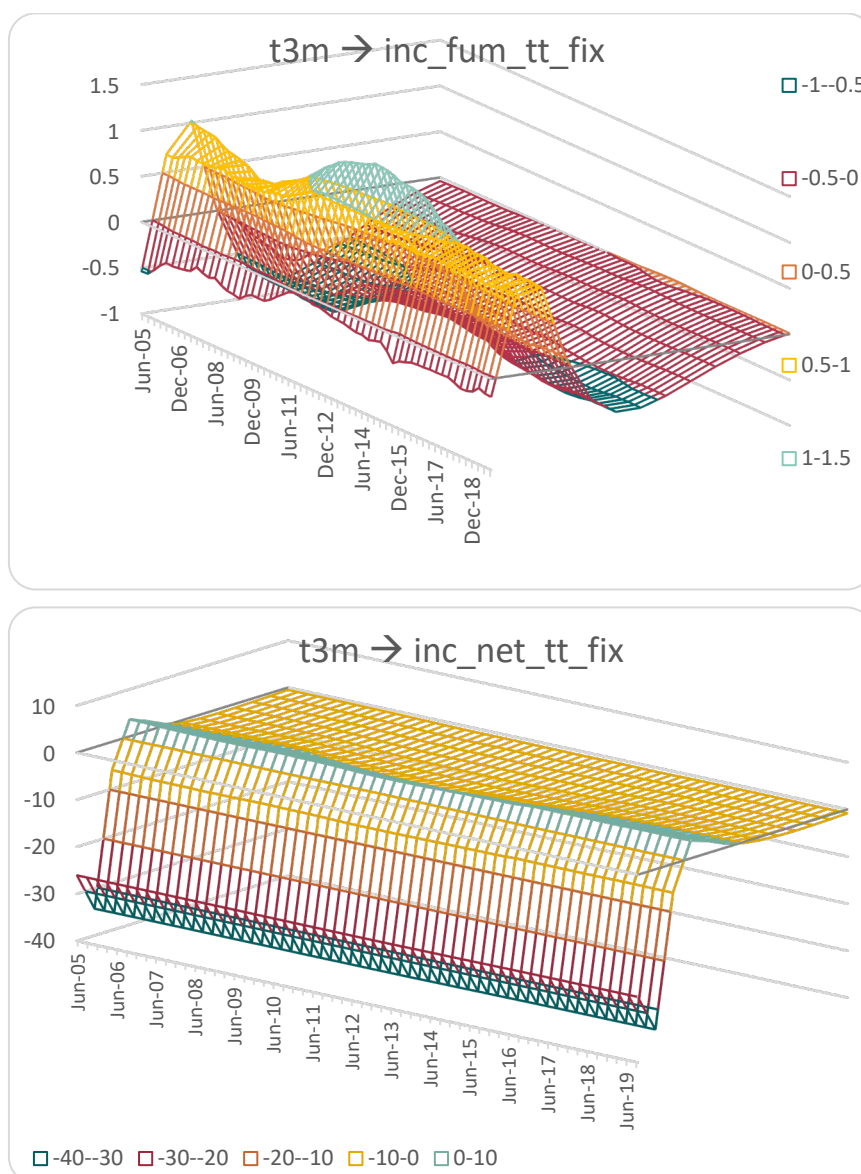 t3m → inc_fum_tt_fix
1.5
1
0.5
0
-0.5
-1
Jun-05
Dec-06
Jun-08
Dec-09
Jun-11
Dec-12
Jun-14
Dec-15
Jun-17
Dec-18
-1--0.5
-0.5-0
0-0.5
0.5-1
1-1.5
t3m → inc_net_tt_fix
10
0
-10
-20
-30
-40
Jun-05
Jun-06
Jun-07
Jun-08
Jun-09
Jun-10
Jun-11
Jun-12
Jun-13
Jun-14
Jun-15
Jun-16
Jun-17
Jun-18
Jun-19
-40--30 -30--20 -20--10 -10-0 0-10